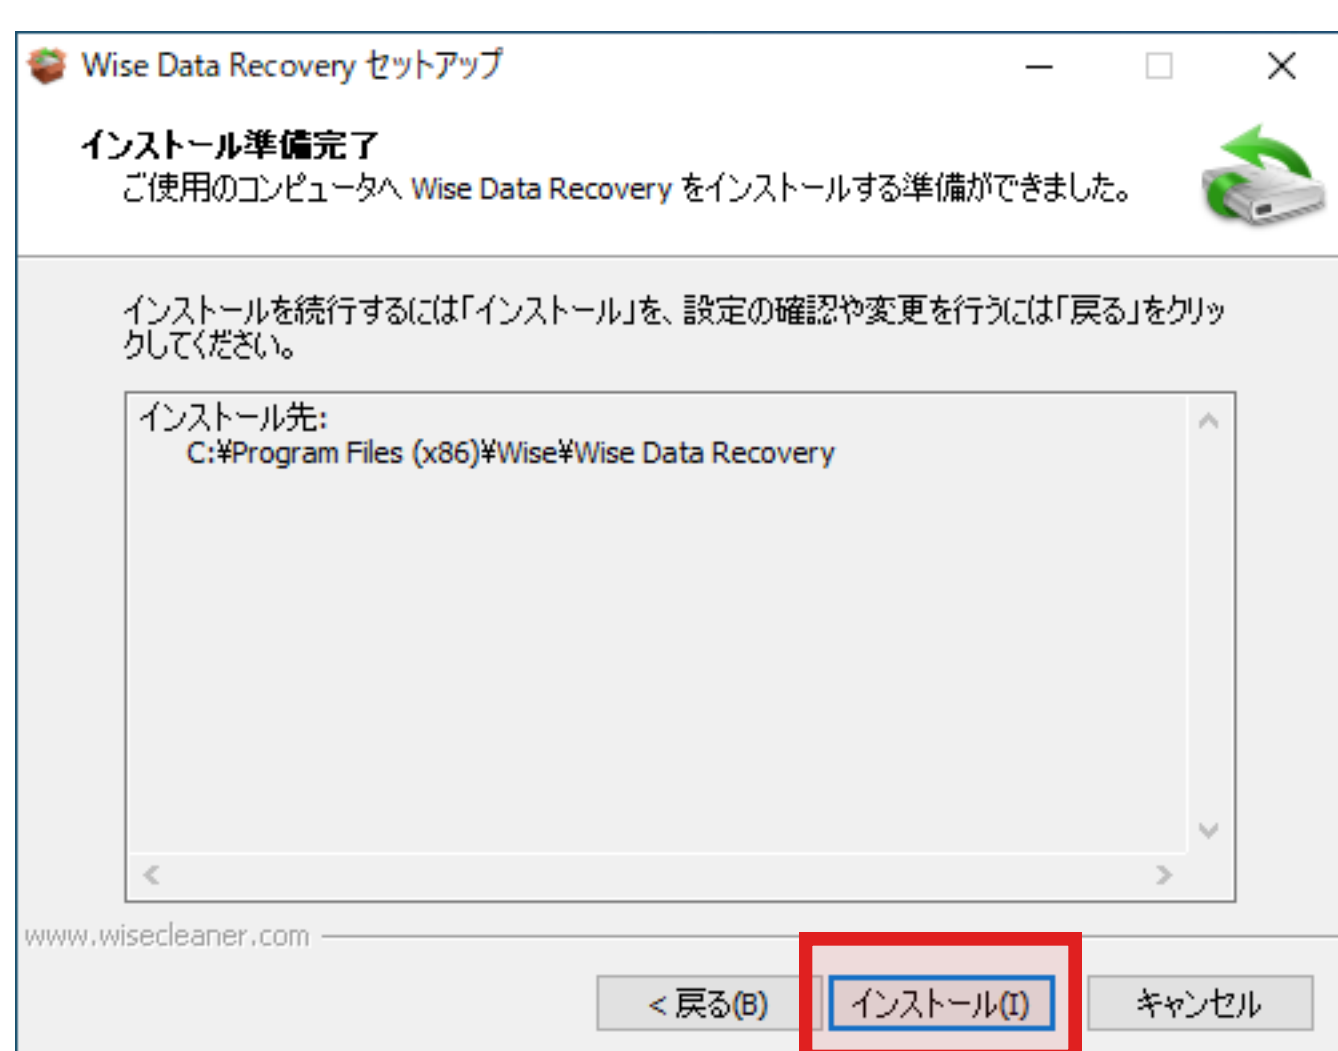 Wise Data Recovery セットアップ
インストール準備完了
ご使用のコンピュータへ Wise Data Recovery をインストールする準備ができました。
インストールを続行するには「インストール」を、設定の確認や変更を行うには「戻る」をクリッ
クしてください。
インストール先:
C:¥Program Files (x86)¥Wise¥Wise Data Recovery
www.wisecleaner.com
< 戻る(B)
インストール(I)
キャンセル